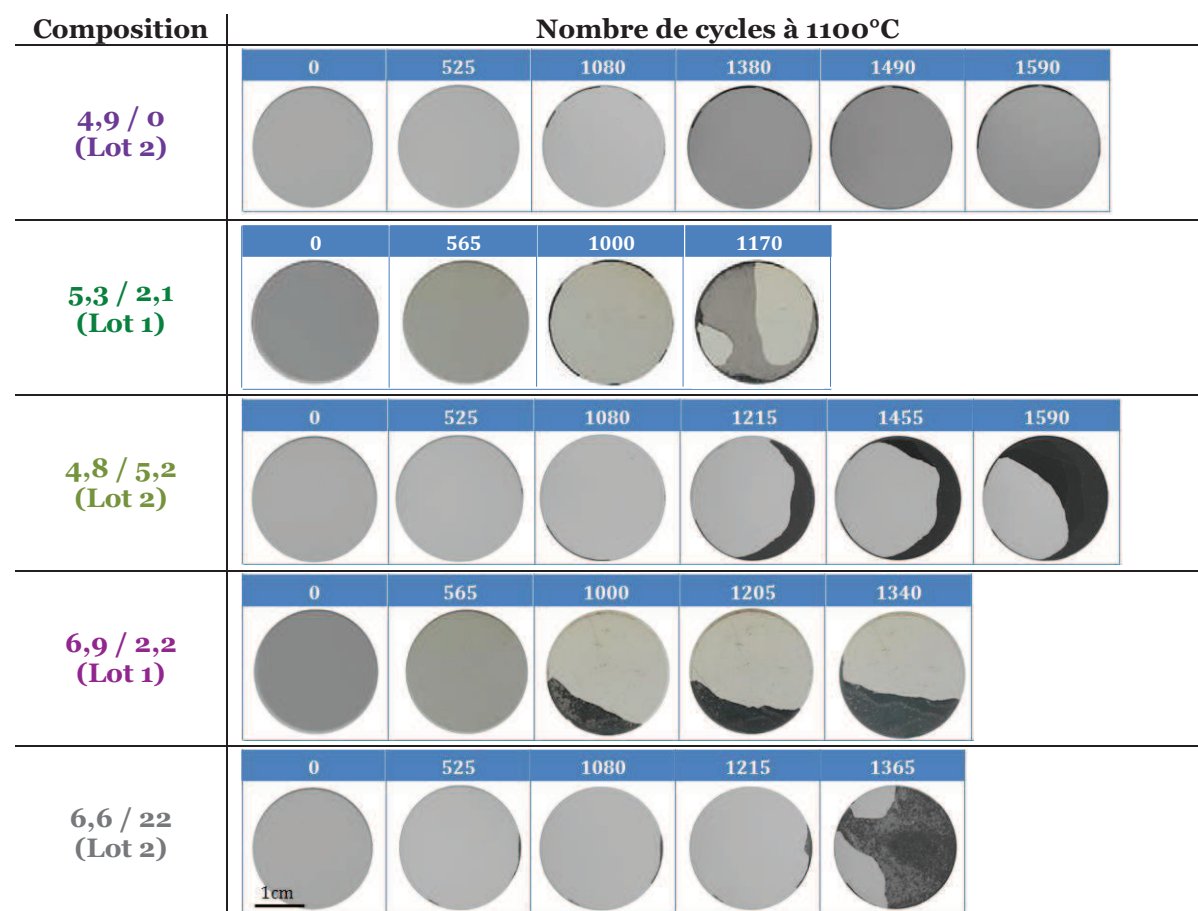 Composition Nombre de cycles à 1100°C
0 525 1080 1380 1490 1590
4,9 / 0
(Lot 2)
0 565 1000 1170
5,3 / 2,1
(Lot 1)
0 525 1080 1215 1455 1590
4,8 / 5,2
(Lot 2)
0 565 1000 1205 1340
6,9 / 2,2
(Lot 1)
0 525 1080 1215 1365
6,6 / 22
(Lot 2)
1cm